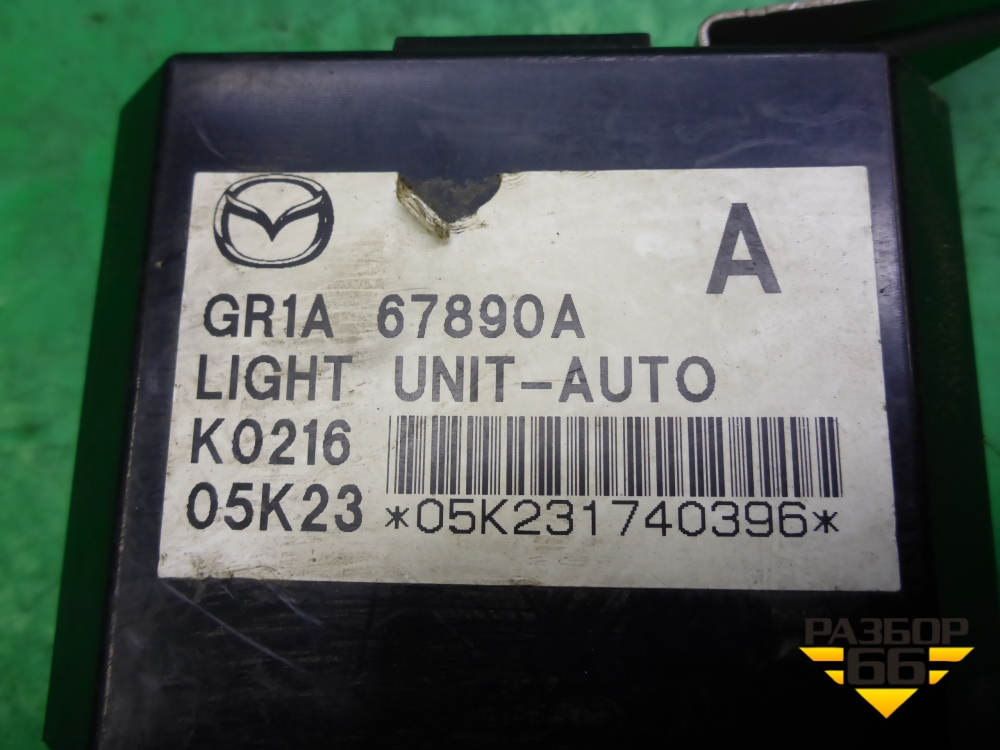 A
GR1A 67890A
LIGHT UNIT-AUTO
K0216
05K23
*05K231740396*
РАЗБОР
66